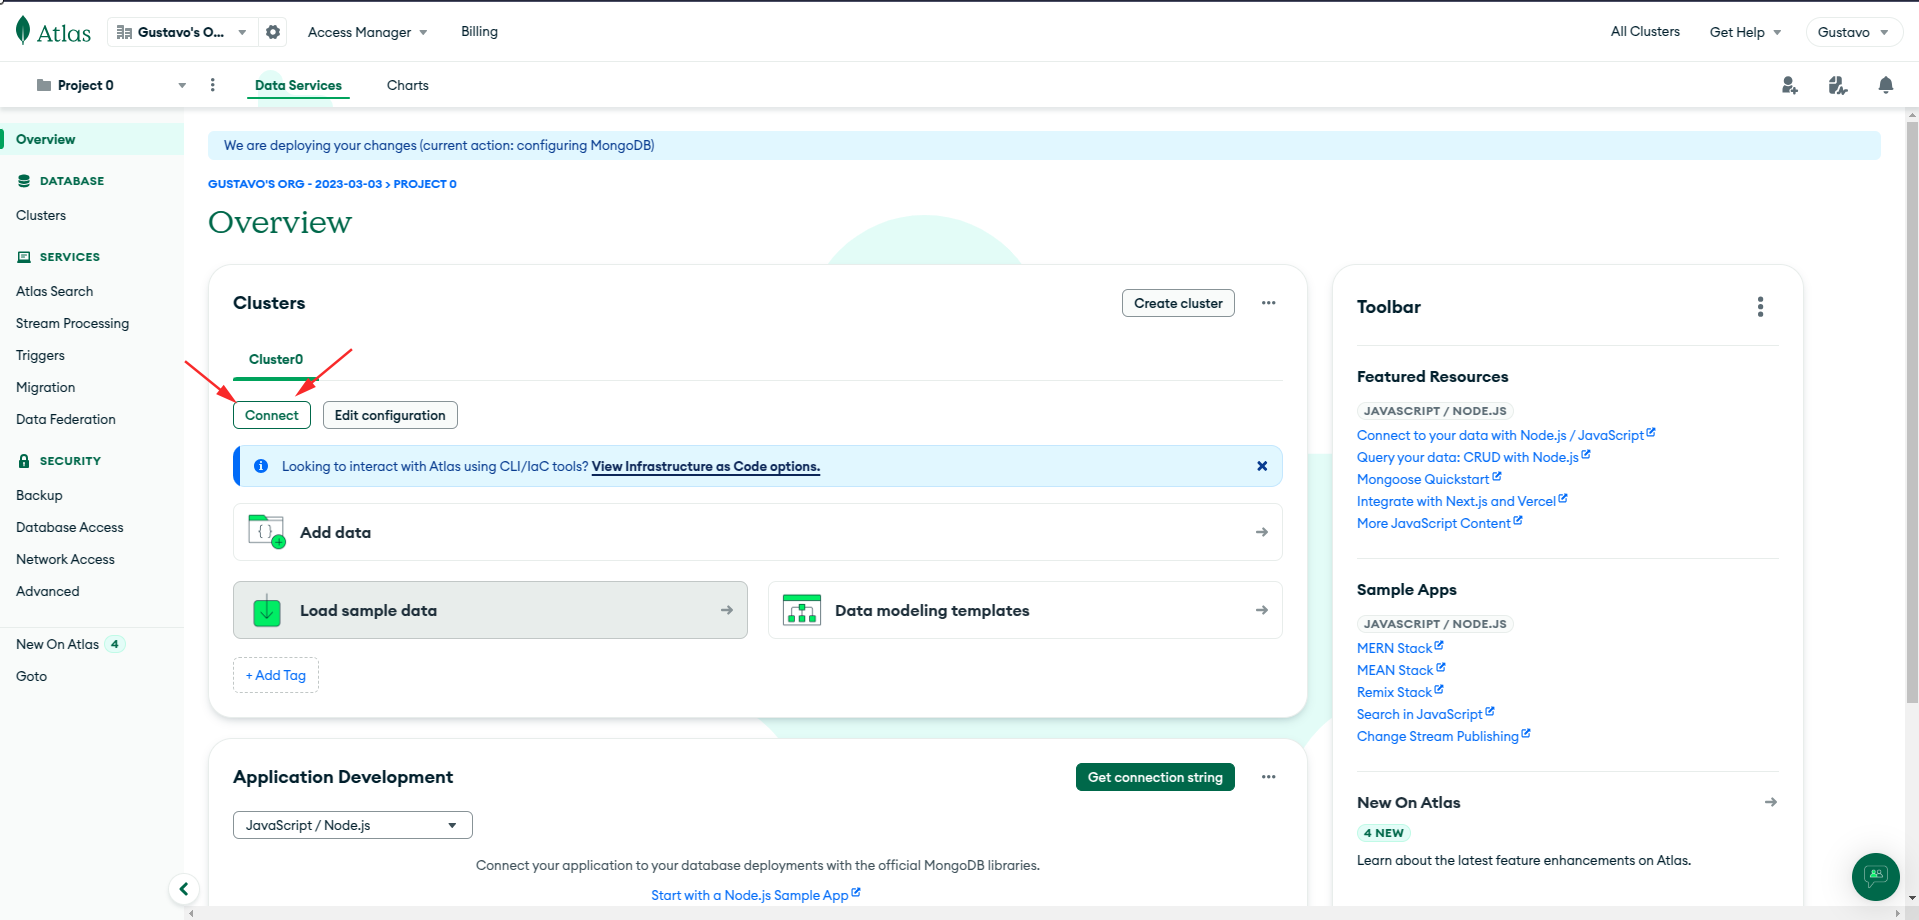 Atlas
Gustavo's O...
Access Manager
Billing
All Clusters
Get Help
Gustavo
Project 0
Data Services
Charts
Overview
DATABASE
Clusters
SERVICES
Atlas Search
Stream Processing
Triggers
Migration
Data Federation
SECURITY
Backup
Database Access
Network Access
Advanced
New On Atlas 4
Goto
We are deploying your changes (current action: configuring MongoDB)
GUSTAVO'S ORG - 2023-03-03 > PROJECT 0
Overview
Clusters
Create cluster
Cluster0
Connect
Edit configuration
Looking to interact with Atlas using CLI/IaC tools? View Infrastructure as Code options.
Add data
Load sample data
Data modeling templates
+ Add Tag
Application Development
Get connection string
JavaScript / Node.js
Connect your application to your database deployments with the official MongoDB libraries.
Start with a Node.js Sample App
Toolbar
Featured Resources
JAVASCRIPT / NODE.JS
Connect to your data with Node.js / JavaScript
Query your data: CRUD with Node.js
Mongoose Quickstart
Integrate with Next.js and Vercel
More JavaScript Content
Sample Apps
JAVASCRIPT / NODE.JS
MERN Stack
MEAN Stack
Remix Stack
Search in JavaScript
Change Stream Publishing
New On Atlas
4 NEW
Learn about the latest feature enhancements on Atlas.